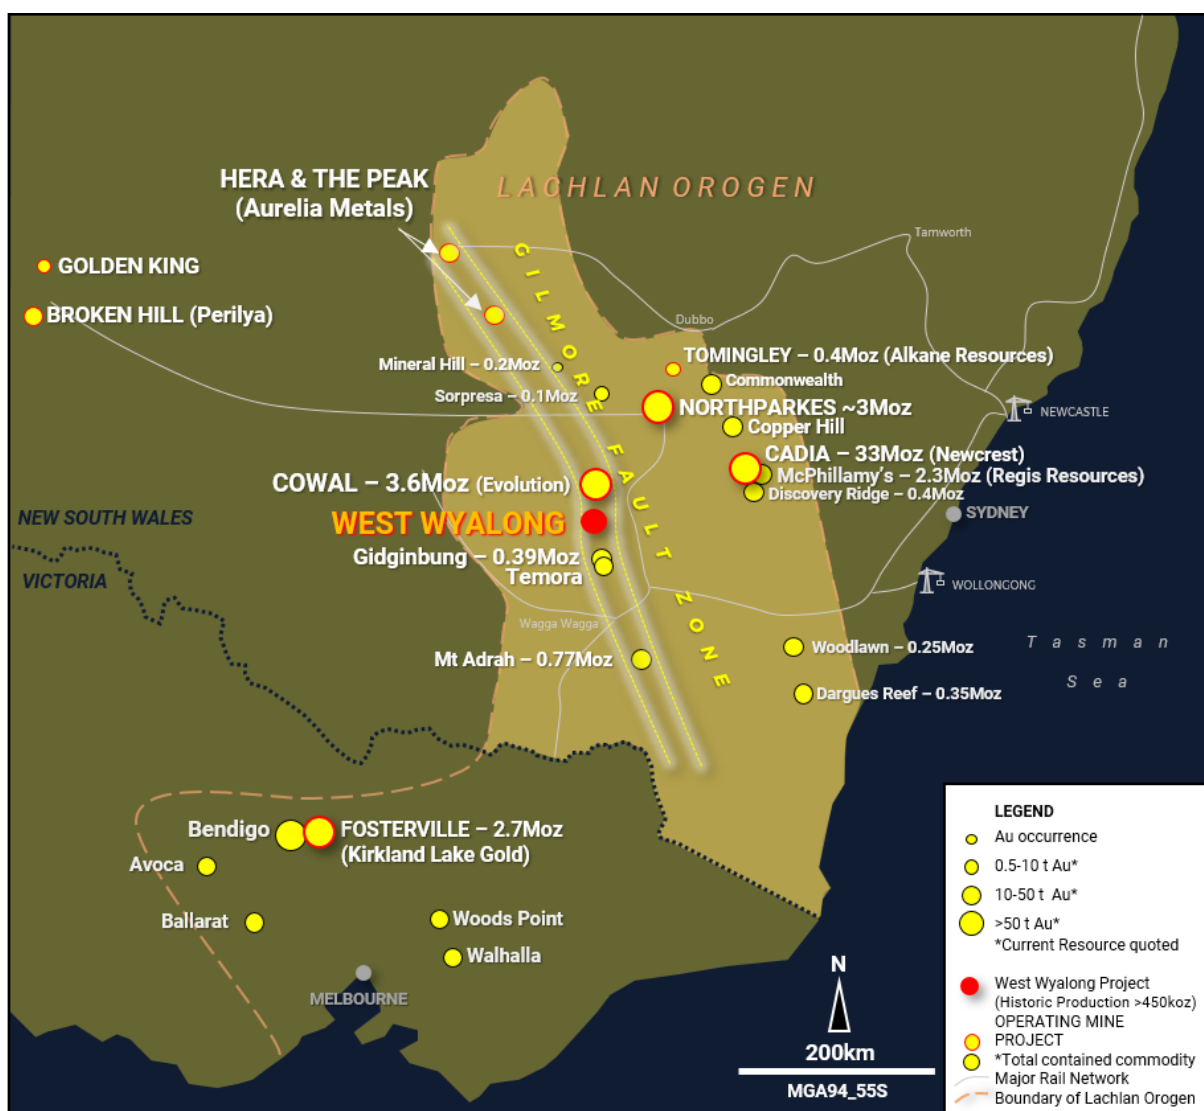 HERA & THE PEAK
(Aurelia Metals)
LACHLAN OROGEN
GILMORE FAULT ZONE
Tamworth
GOLDEN KING
BROKEN HILL (Perilya)
Dubbo
Mineral Hill – 0.2Moz
TOMINGLEY – 0.4Moz (Alkane Resources)
Commonwealth
Sorpresa – 0.1Moz
NORTHPARKES ~3Moz
NEWCASTLE
Copper Hill
CADIA – 33Moz (Newcrest)
McPhillamy's – 2.3Moz (Regis Resources)
COWAL – 3.6Moz (Evolution)
Discovery Ridge – 0.4Moz
NEW SOUTH WALES
WEST WYALONG
SYDNEY
VICTORIA
Gidginbung – 0.39Moz
Temora
WOLLONGONG
Wagga Wagga
Woodlawn – 0.25Moz
Tasman
Sea
Mt Adrah – 0.77Moz
Dargues Reef – 0.35Moz
Bendigo
FOSTERVILLE – 2.7Moz
(Kirkland Lake Gold)
Avoca
Ballarat
Woods Point
Walhalla
MELBOURNE
N
200km
MGA94_55S
LEGEND
Au occurrence
0.5-10 t Au*
10-50 t Au*
>50 t Au*
*Current Resource quoted
West Wyalong Project
(Historic Production >450koz)
OPERATING MINE
PROJECT
*Total contained commodity
Major Rail Network
Boundary of Lachlan Orogen